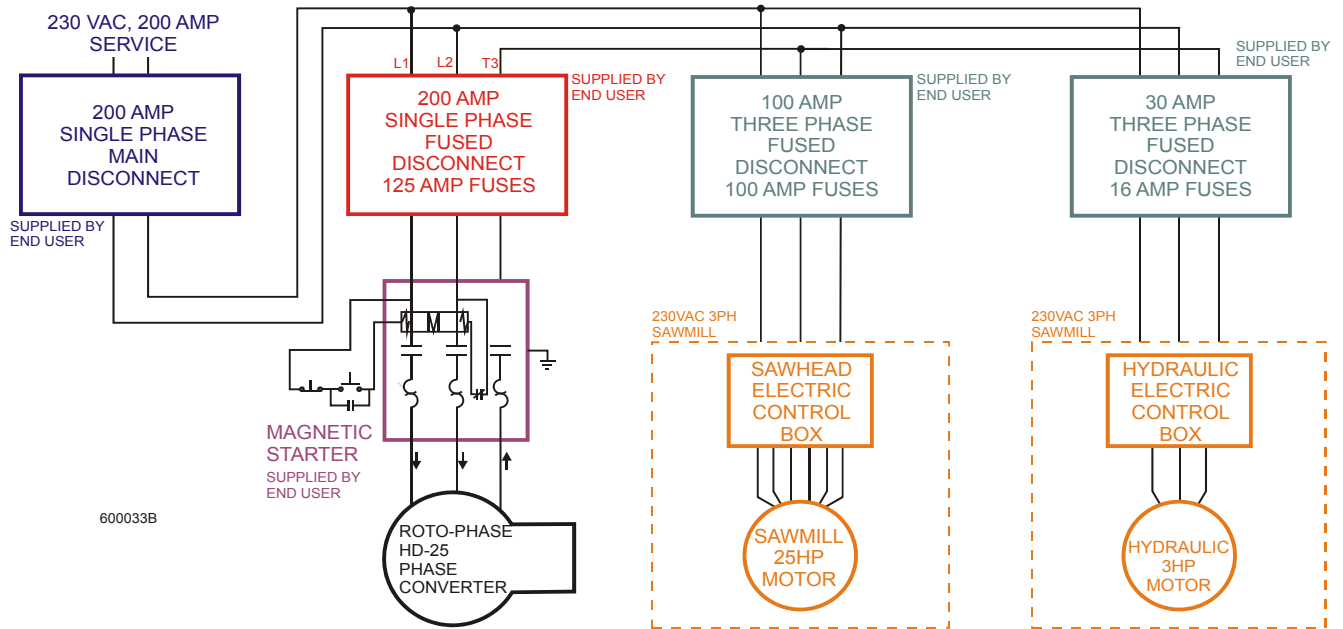 230 VAC, 200 AMP
SERVICE
200 AMP
SINGLE PHASE
MAIN
DISCONNECT
SUPPLIED BY
END USER
L1
L2
T3
SUPPLIED BY
END USER
200 AMP
SINGLE PHASE
FUSED
DISCONNECT
125 AMP FUSES
SUPPLIED BY
END USER
100 AMP
THREE PHASE
FUSED
DISCONNECT
100 AMP FUSES
SUPPLIED BY
END USER
30 AMP
THREE PHASE
FUSED
DISCONNECT
16 AMP FUSES
MAGNETIC
STARTER
SUPPLIED BY
END USER
M
230VAC 3PH
SAWMILL
SAWHEAD
ELECTRIC
CONTROL
BOX
230VAC 3PH
SAWMILL
HYDRAULIC
ELECTRIC
CONTROL
BOX
600033B
ROTO-PHASE
HD-25
PHASE
CONVERTER
SAWMILL
25HP
MOTOR
HYDRAULIC
3HP
MOTOR